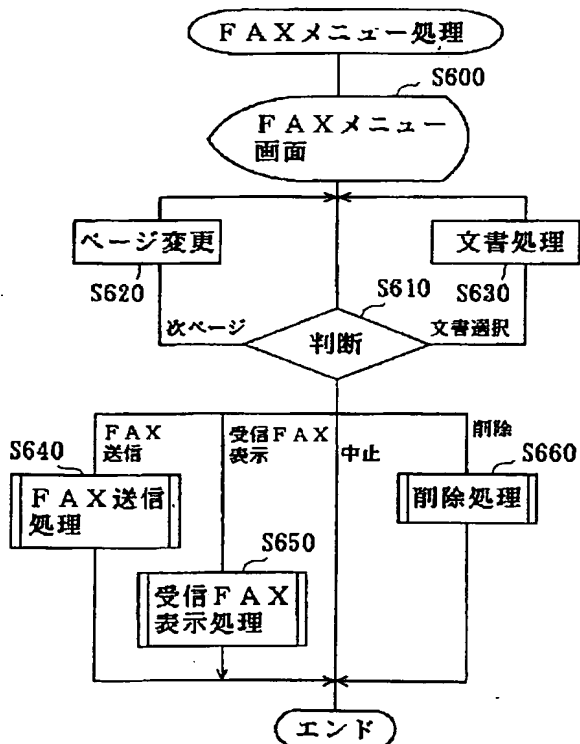 FAXメニュー処理
S600
FAXメニュー
画面
ページ変更
文書処理
S620
S610
S630
次ページ
判断
文書選択
FAX
送信
受信FAX
表示
中止
削除
S640
S660
FAX送信
処理
削除処理
S650
受信FAX
表示処理
エンド